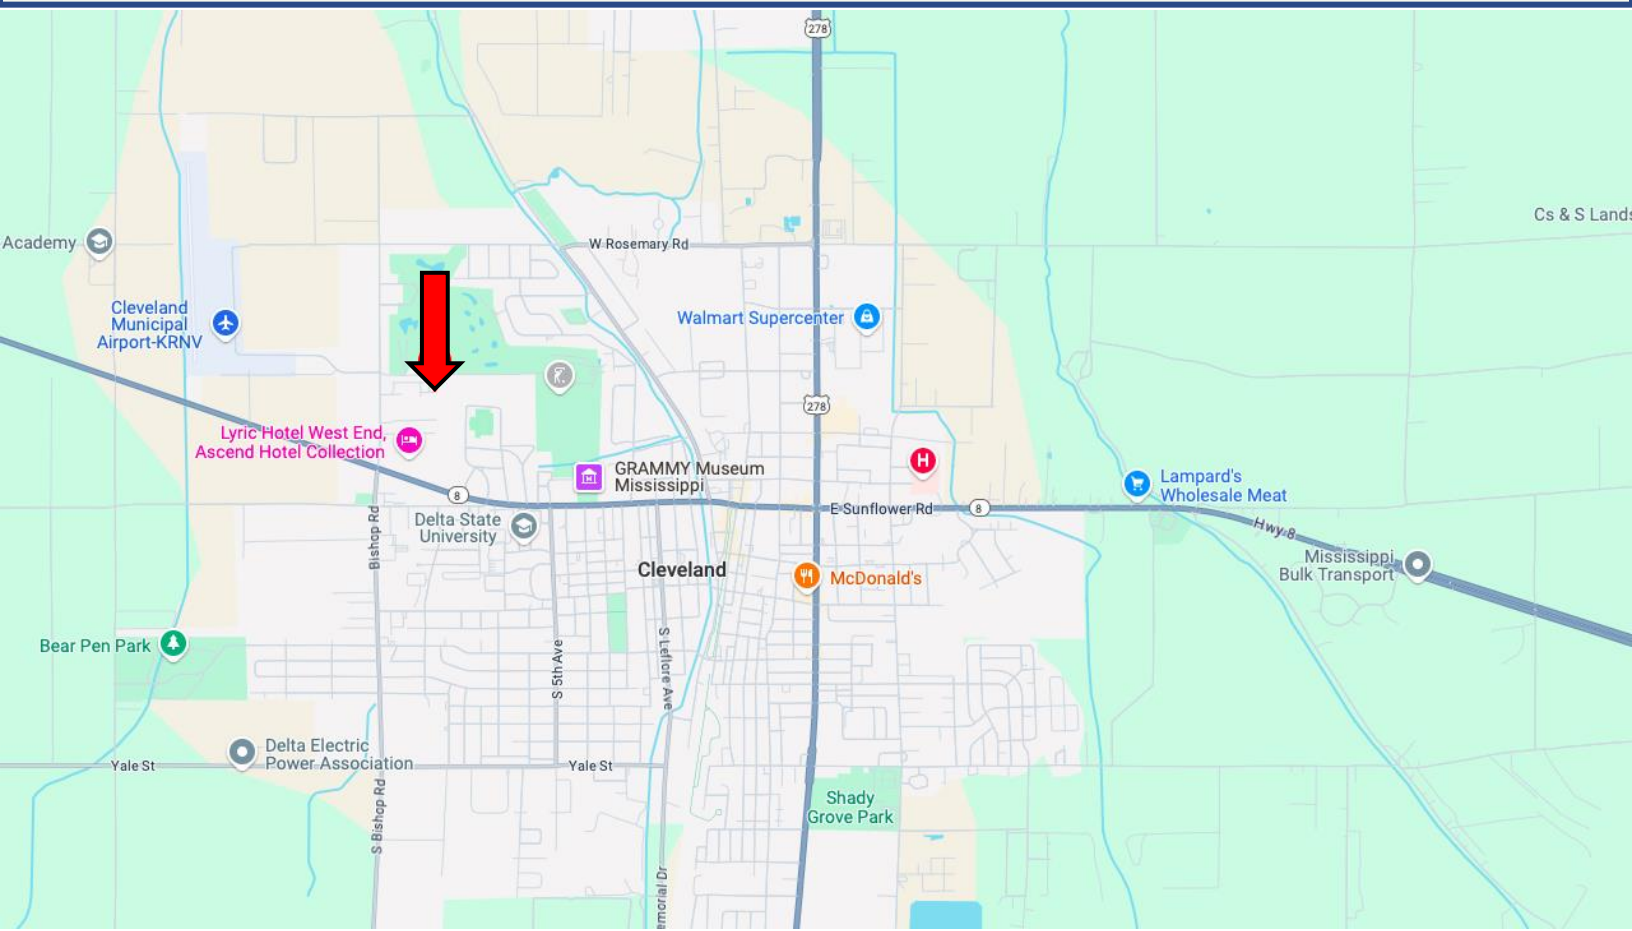 278
Cs & S Lands
Academy
W Rosemary Rd
Cleveland
Municipal
Airport-KRNV
Walmart Supercenter
278
Lyric Hotel West End,
Ascend Hotel Collection
H
GRAMMY Museum
Mississippi
Lampard's
Wholesale Meat
8
E Sunflower Rd
8
Hwy 8
Delta State
University
Bishop Rd
Cleveland
McDonald's
Mississippi
Bulk Transport
Bear Pen Park
S 5th Ave
S Leflore Ave
Delta Electric
Power Association
Yale St
Yale St
S Bishop Rd
Shady
Grove Park
emorial Dr